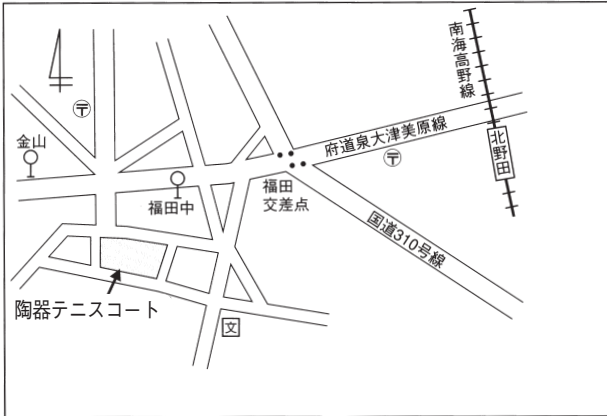 南海高野線
金山
府道泉大津美原線
北野田
福田中
福田
交差点
国道310号線
陶器テニスコート
文